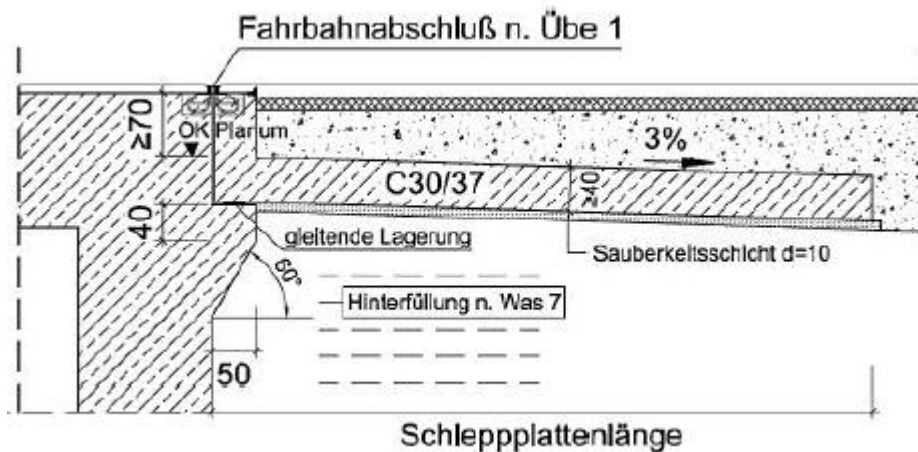 Fahrbahnabschluß n. Übe 1
≥70
OK Planum
3%
C30/37
≥40
40
gleitende Lagerung
60°
Sauberkeitsschicht d=10
Hinterfüllung n. Was 7
50
Schleppplattenlänge